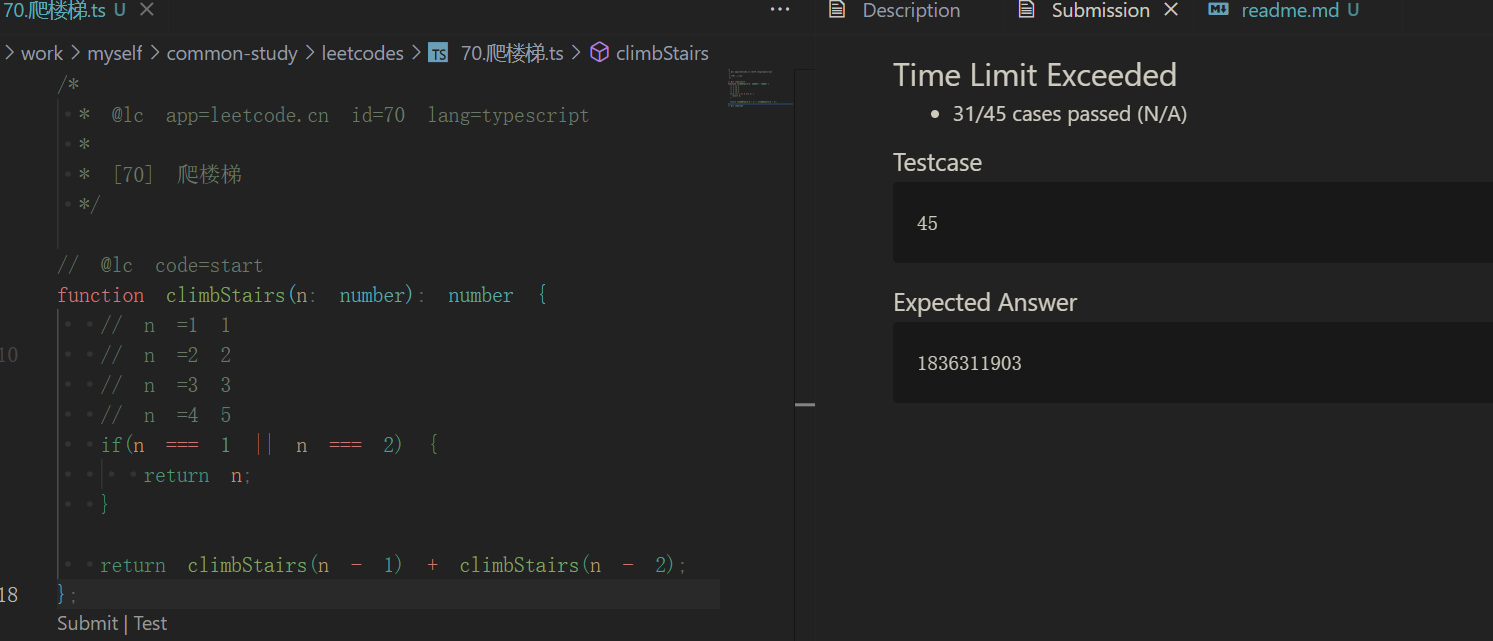 70.爬楼梯.ts U
Description
Submission
readme.md U
work > myself > common-study > leetcodes > TS 70.爬楼梯.ts > climbStairs
/*
* @lc app=leetcode.cn id=70 lang=typescript
*
* [70] 爬楼梯
*/
// @lc code=start
function climbStairs(n: number): number {
// n =1 1
10 // n =2 2
// n =3 3
// n =4 5
if(n === 1 || n === 2) {
return n;
}
return climbStairs(n - 1) + climbStairs(n - 2);
18 };
Submit | Test
Time Limit Exceeded
• 31/45 cases passed (N/A)
Testcase
45
Expected Answer
1836311903